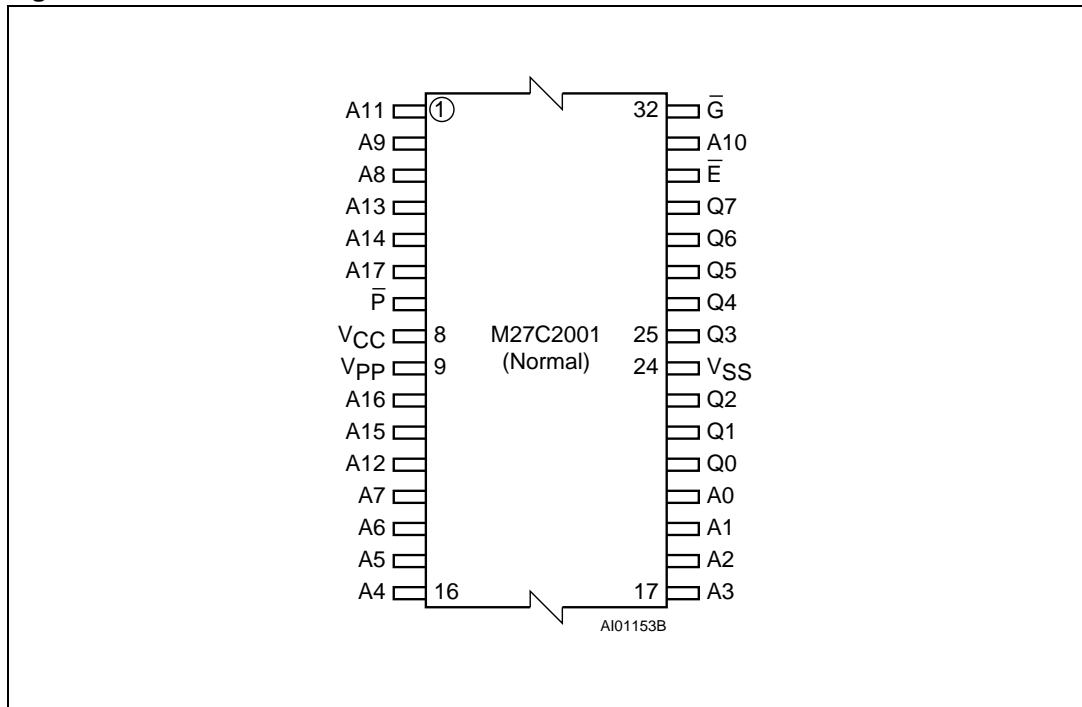 A11 ① 32 G̅
A9 A10
A8 E̅
A13 Q7
A14 Q6
A17 Q5
P̅ Q4
VCC 8 M27C2001 25 Q3
VPP 9 (Normal) 24 VSS
A16 Q2
A15 Q1
A12 Q0
A7 A0
A6 A1
A5 A2
A4 16 17 A3
AI01153B